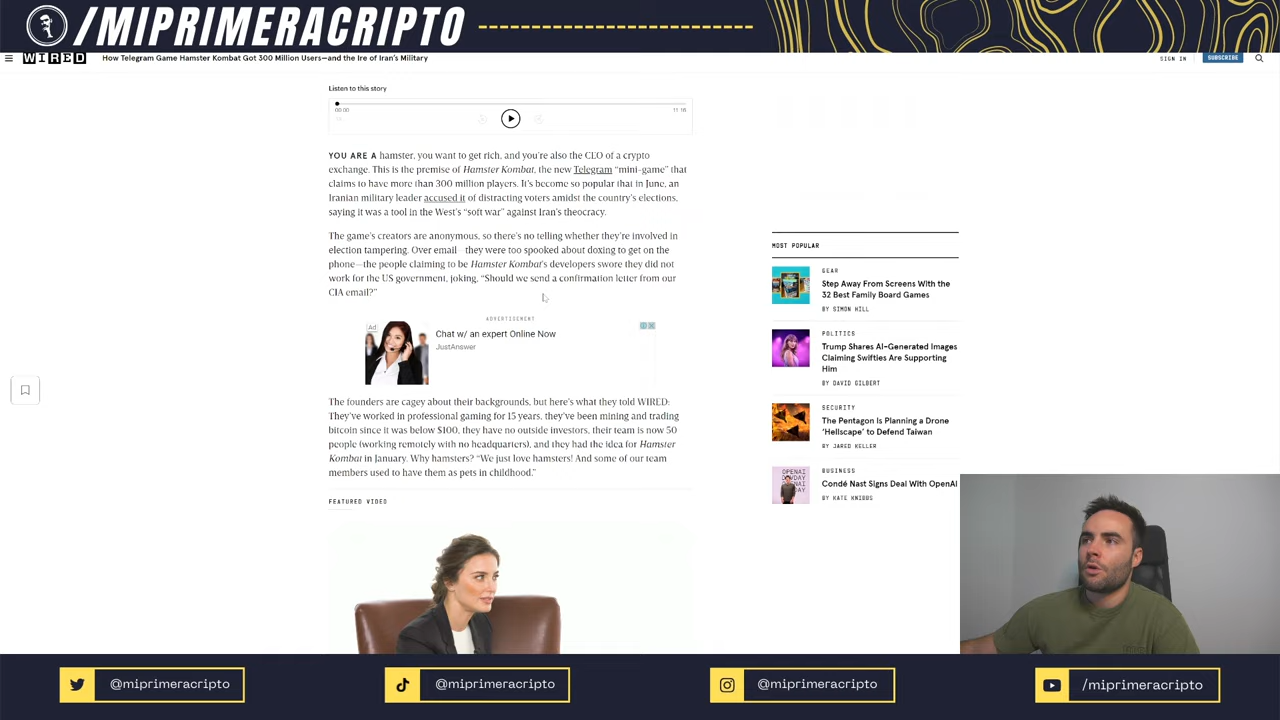 /MIPRIMERACRIPTO
WIRED
How Telegram Game Hamster Kombat Got 300 Million Users—and the Ire of Iran's Military
SIGN IN
SUBSCRIBE
Listen to this story
00:00
11:18
YOU ARE A hamster, you want to get rich, and you're also the CEO of a crypto
exchange. This is the premise of Hamster Kombat, the new Telegram "mini-game" that
claims to have more than 300 million players. It's become so popular that in June, an
Iranian military leader accused it of distracting voters amidst the country's elections,
saying it was a tool in the West's "soft war" against Iran's theocracy.
The game's creators are anonymous, so there's no telling whether they're involved in
election tampering. Over email—they were too spooked about doxing to get on the
phone—the people claiming to be Hamster Kombat's developers swore they did not
work for the US government, joking, "Should we send a confirmation letter from our
CIA email?"
ADVERTISEMENT
Ad
Chat w/ an expert Online Now
JustAnswer
The founders are cagey about their backgrounds, but here's what they told WIRED:
They've worked in professional gaming for 15 years, they've been mining and trading
bitcoin since it was below $100, they have no outside investors, their team is now 50
people (working remotely with no headquarters), and they had the idea for Hamster
Kombat in January. Why hamsters? "We just love hamsters! And some of our team
members used to have them as pets in childhood."
FEATURED VIDEO
MOST POPULAR
GEAR
Step Away From Screens With the
32 Best Family Board Games
BY SIMON HILL
POLITICS
Trump Shares AI-Generated Images
Claiming Swifties Are Supporting
Him
BY DAVID GILBERT
SECURITY
The Pentagon Is Planning a Drone
'Hellscape' to Defend Taiwan
BY JARED KELLER
BUSINESS
Condé Nast Signs Deal With OpenAI
BY KATE KNIBBS
@miprimeracripto
@miprimeracripto
@miprimeracripto
/miprimeracripto